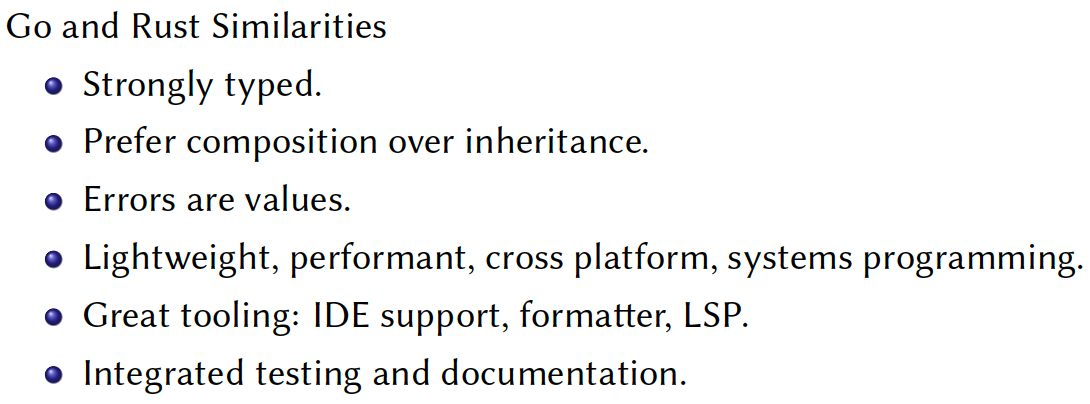 Go and Rust Similarities
Strongly typed.
Prefer composition over inheritance.
Errors are values.
Lightweight, performant, cross platform, systems programming.
Great tooling: IDE support, formatter, LSP.
Integrated testing and documentation.